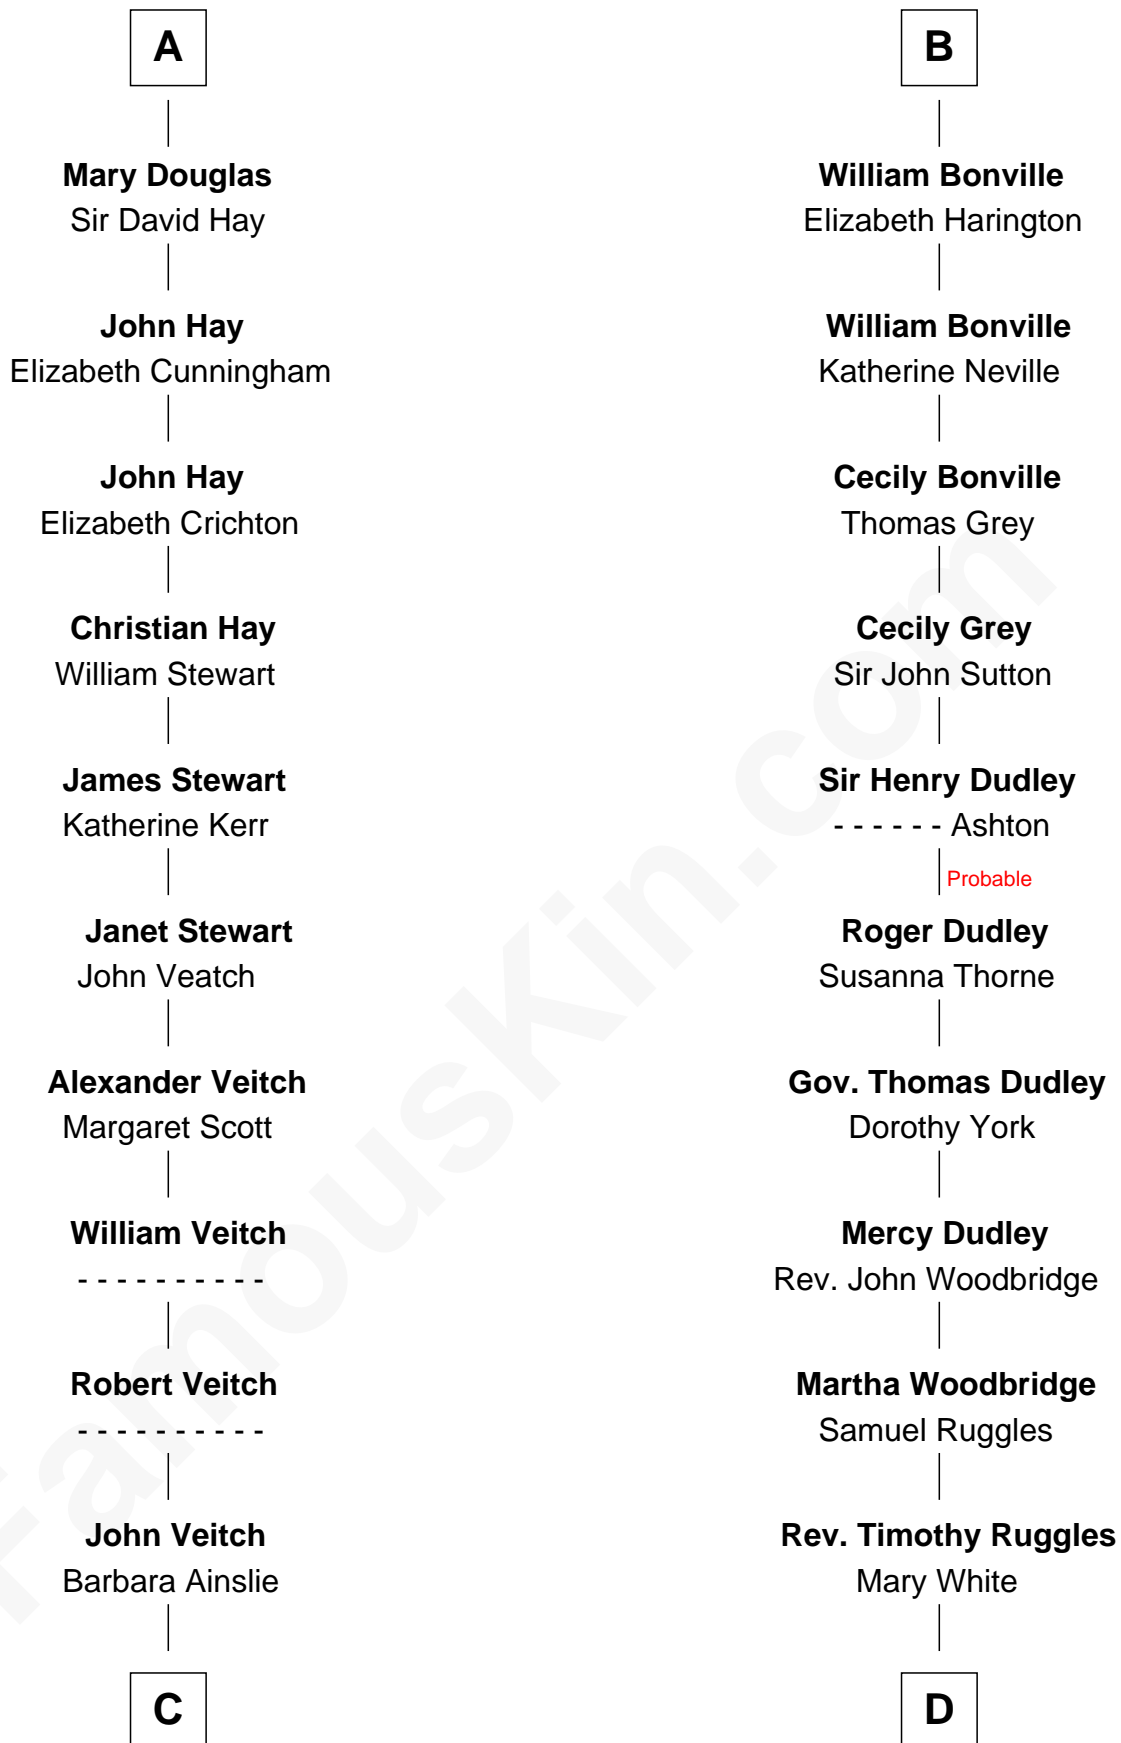 A
Mary Douglas
Sir David Hay
John Hay
Elizabeth Cunningham
John Hay
Elizabeth Crichton
Christian Hay
William Stewart
James Stewart
Katherine Kerr
Janet Stewart
John Veatch
Alexander Veitch
Margaret Scott
William Veitch
- - - - - - - - - -
Robert Veitch
- - - - - - - - - -
John Veitch
Barbara Ainslie
C
B
William Bonville
Elizabeth Harington
William Bonville
Katherine Neville
Cecily Bonville
Thomas Grey
Cecily Grey
Sir John Sutton
Sir Henry Dudley
- - - - - - Ashton
Probable
Roger Dudley
Susanna Thorne
Gov. Thomas Dudley
Dorothy York
Mercy Dudley
Rev. John Woodbridge
Martha Woodbridge
Samuel Ruggles
Rev. Timothy Ruggles
Mary White
D
FamousKin.com